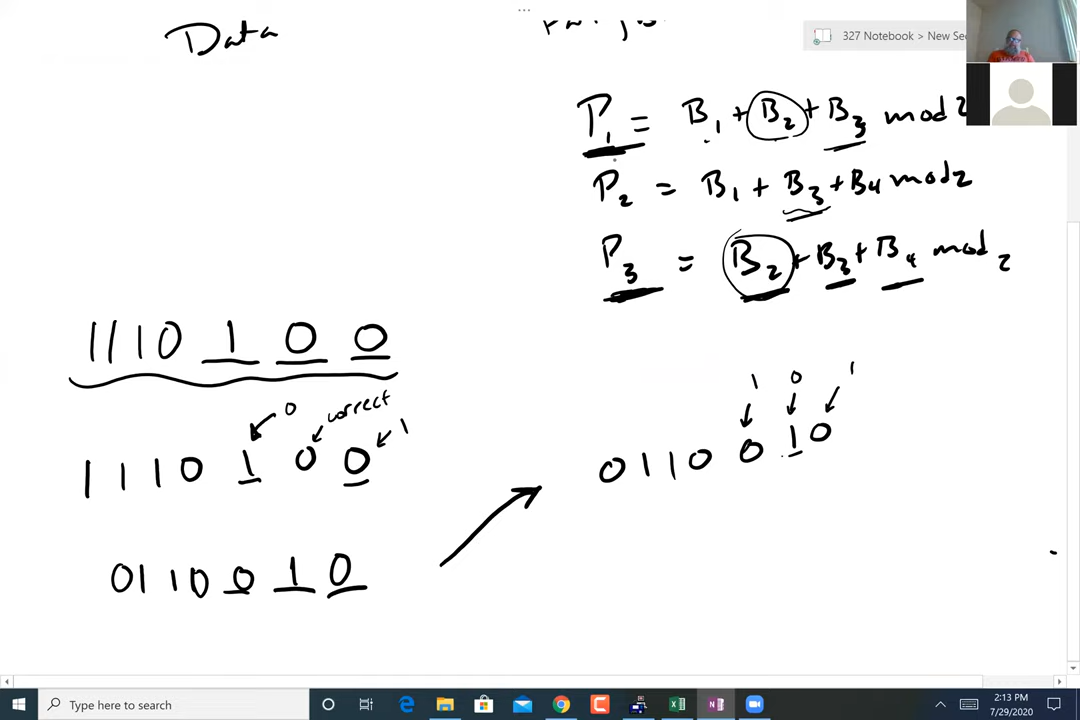 Data
327 Notebook > New Sec
P1 = B1 + B2 + B3 mod 2
P2 = B1 + B3 + B4 mod 2
P3 = B2 + B3 + B4 mod 2
1110 1 0 0
0 correct 1
1110 1 0 0
1 0 1
0110 0 1 0
0110 0 1 0
Type here to search
2:13 PM
7/29/2020